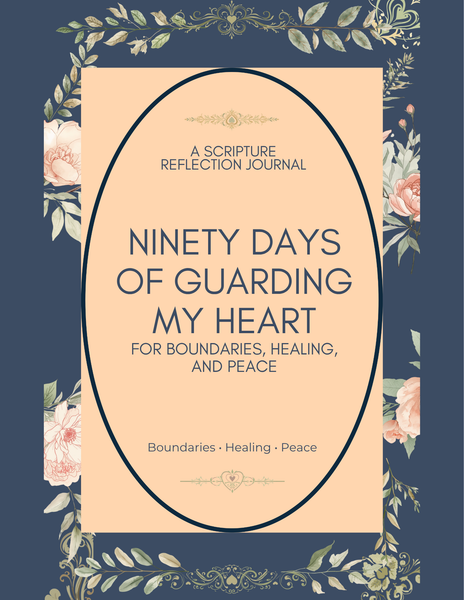 A SCRIPTURE
REFLECTION JOURNAL
NINETY DAYS
OF GUARDING
MY HEART
FOR BOUNDARIES, HEALING,
AND PEACE
Boundaries • Healing • Peace